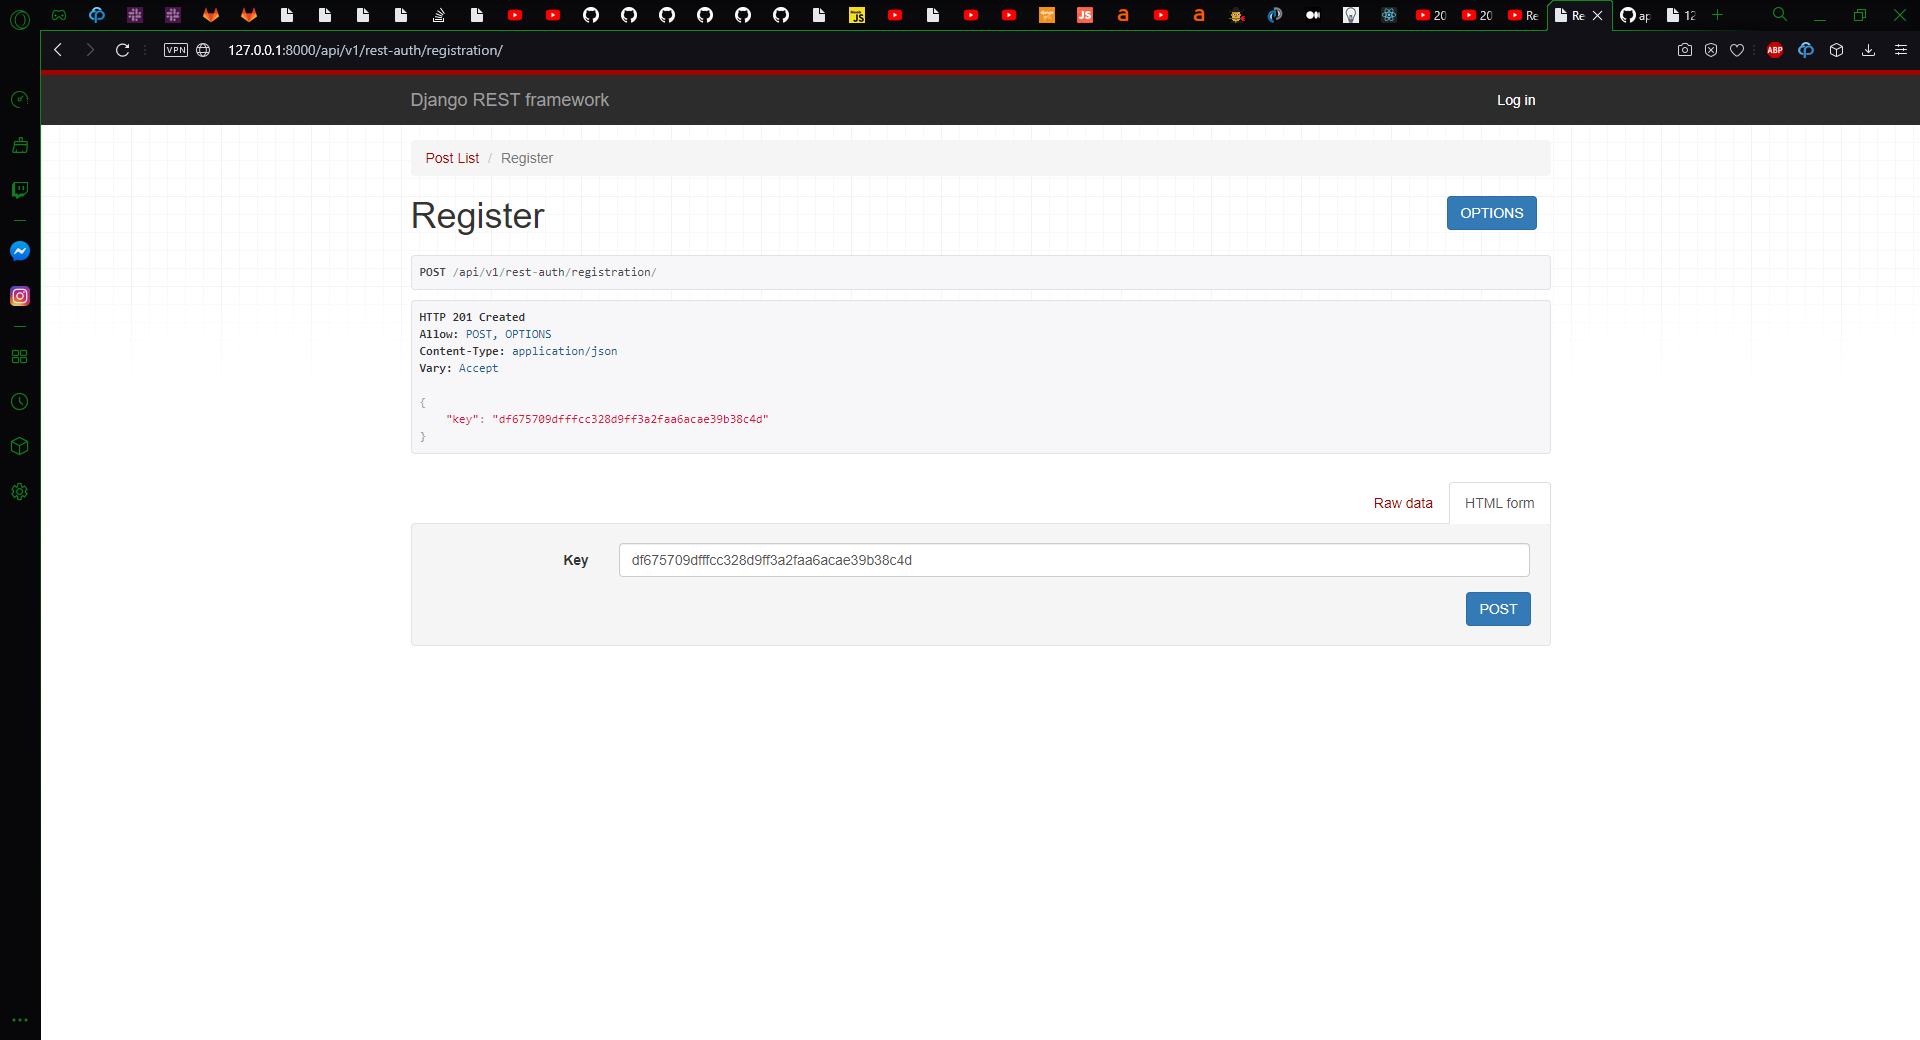 20
20
Re
Re
ap
12
VPN
127.0.0.1:8000/api/v1/rest-auth/registration/
ABP
Django REST framework
Log in
Post List / Register
Register
OPTIONS
POST /api/v1/rest-auth/registration/
HTTP 201 Created
Allow: POST, OPTIONS
Content-Type: application/json
Vary: Accept
{
"key": "df675709dfffcc328d9ff3a2faa6acae39b38c4d"
}
Raw data
HTML form
Key
df675709dfffcc328d9ff3a2faa6acae39b38c4d
POST